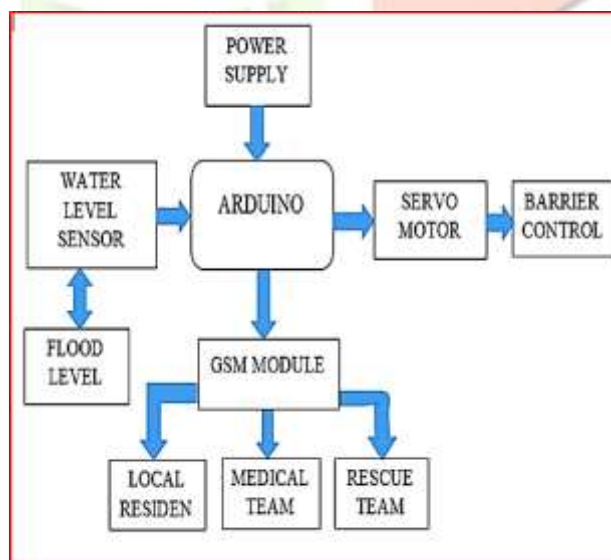 POWER
SUPPLY
WATER
LEVEL
SENSOR
ARDUINO
SERVO
MOTOR
BARRIER
CONTROL
FLOOD
LEVEL
GSM MODULE
LOCAL
RESIDEN
MEDICAL
TEAM
RESCUE
TEAM